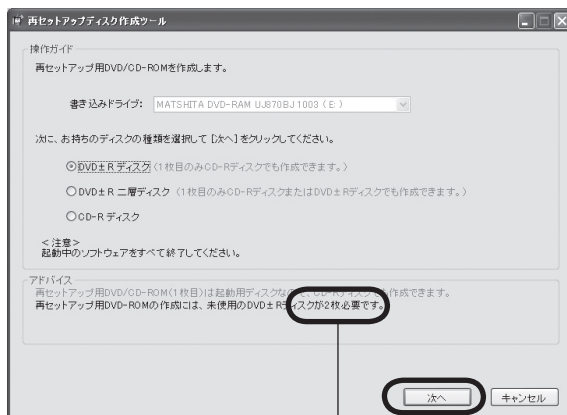 再セットアップディスク作成ツール
操作ガイド
再セットアップ用DVD/CD-ROMを作成します。
書き込みドライブ: MATSHITA DVD-RAM UJ870BJ 1003 ( E: )
次に、お持ちのディスクの種類を選択して [次へ] をクリックしてください。
DVD±R ディスク (1枚目のみCD-Rディスクでも作成できます。)
DVD±R 二層ディスク (1枚目のみCD-RディスクまたはDVD±Rディスクでも作成できます。)
CD-R ディスク
<注意>
起動中のソフトウェアをすべて終了してください。
アドバイス
再セットアップ用DVD/CD-ROM(1枚目)は起動用ディスクなので、CD-Rディスクでも作成できます。
再セットアップ用DVD-ROMの作成には、未使用のDVD±Rディスクが2枚必要です。
次へ キャンセル